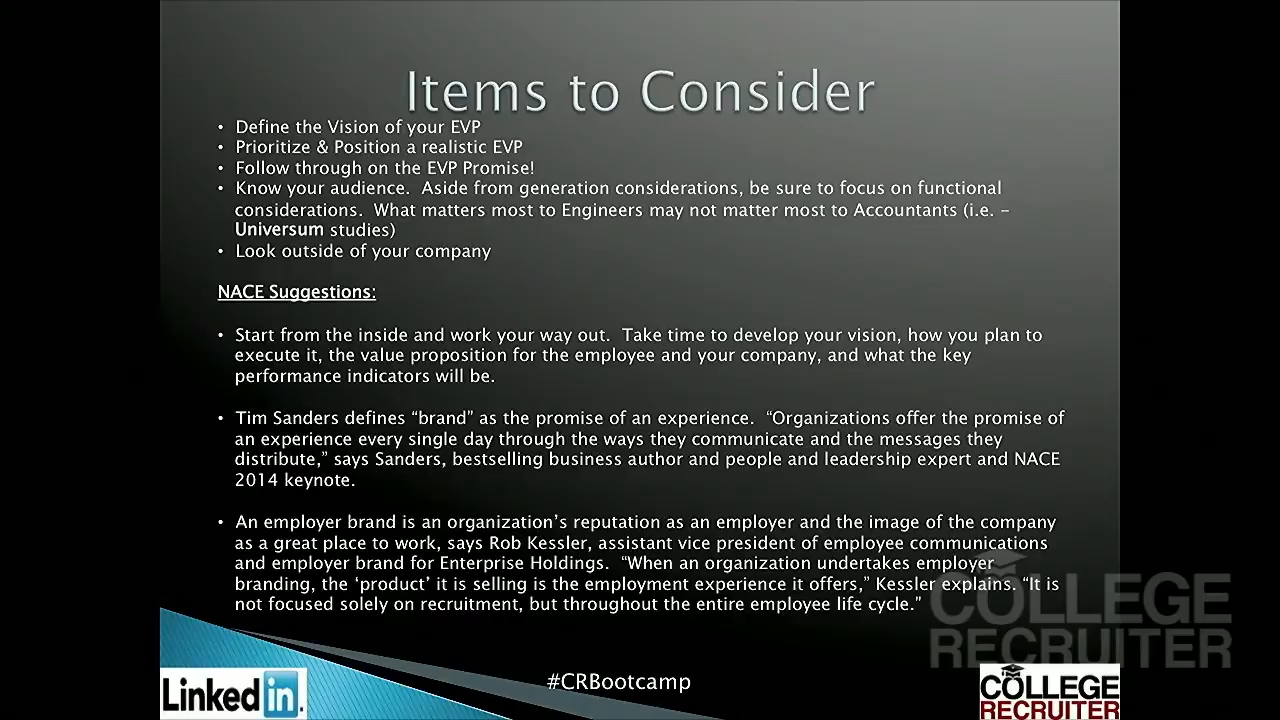 Items to Consider
• Define the Vision of your EVP
• Prioritize & Position a realistic EVP
• Follow through on the EVP Promise!
• Know your audience.  Aside from generation considerations, be sure to focus on functional
considerations.  What matters most to Engineers may not matter most to Accountants (i.e. –
Universum studies)
• Look outside of your company
NACE Suggestions:
• Start from the inside and work your way out.  Take time to develop your vision, how you plan to
execute it, the value proposition for the employee and your company, and what the key
performance indicators will be.
• Tim Sanders defines “brand” as the promise of an experience.  “Organizations offer the promise of
an experience every single day through the ways they communicate and the messages they
distribute,” says Sanders, bestselling business author and people and leadership expert and NACE
2014 keynote.
• An employer brand is an organization’s reputation as an employer and the image of the company
as a great place to work, says Rob Kessler, assistant vice president of employee communications
and employer brand for Enterprise Holdings.  “When an organization undertakes employer
branding, the ‘product’ it is selling is the employment experience it offers,” Kessler explains. “It is
not focused solely on recruitment, but throughout the entire employee life cycle.”
COLLEGE
RECRUITER
Linked in.
#CRBootcamp
COLLEGE
RECRUITER